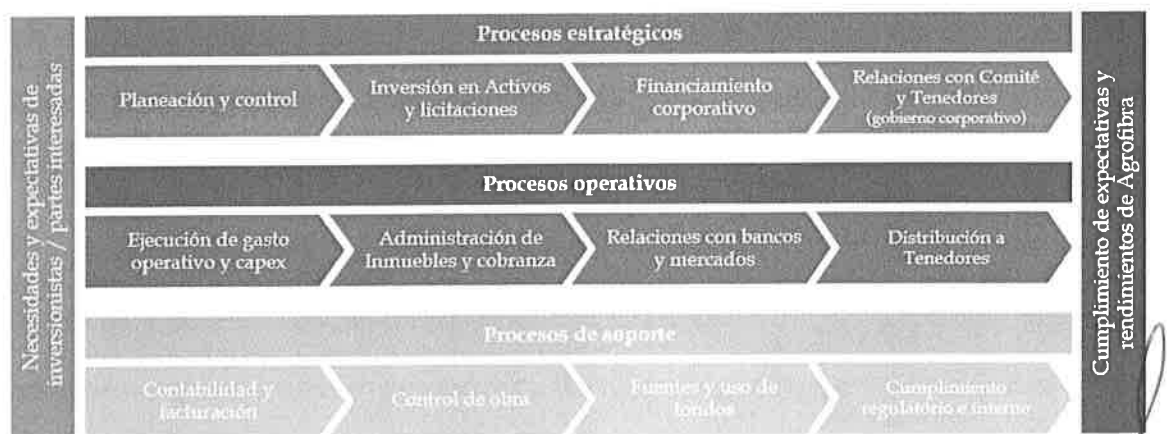 Necesidades y expectativas de
inversionistas / partes interesadas
Procesos estratégicos
Planeación y control
Inversión en Activos
y licitaciones
Financiamiento
corporativo
Relaciones con Comité
y Tenedores
(gobierno corporativo)
Procesos operativos
Ejecución de gasto
operativo y capex
Administración de
Inmuebles y cobranza
Relaciones con bancos
y mercados
Distribución a
Tenedores
Procesos de soporte
Contabilidad y
facturación
Control de obra
Fuentes y uso de
fondos
Cumplimiento
regulatorio e interno
Cumplimiento de expectativas y
rendimientos de Agrofibra